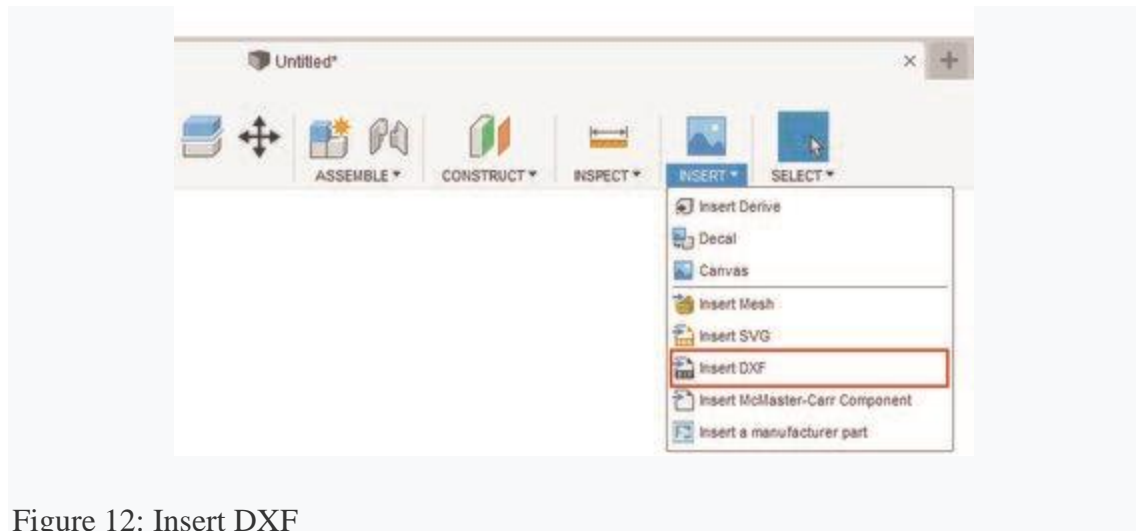 Untitled*
ASSEMBLE CONSTRUCT INSPECT INSERT SELECT
Insert Derive
Decal
Canvas
Insert Mesh
Insert SVG
Insert DXF
Insert McMaster-Carr Component
Insert a manufacturer part
Figure 12: Insert DXF